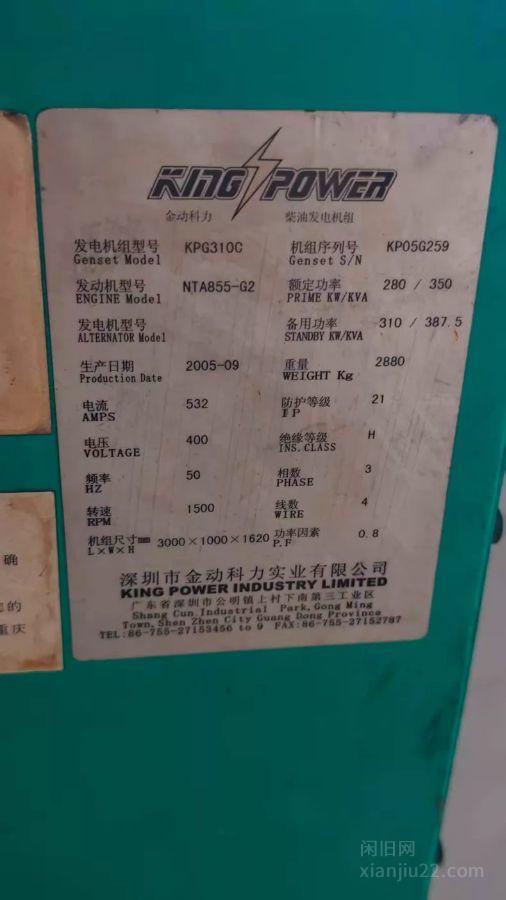 KING POWER
金动科力 柴油发电机组
发电机组型号 KPG310C 机组序列号 KP05G259
Genset Model Genset S/N
发动机型号 NTA855-G2 额定功率 280 / 350
ENGINE Model PRIME KW/KVA
发电机型号 备用功率 310 / 387.5
ALTERNATOR Model STANDBY KW/KVA
生产日期 2005-09 重量 2880
Production Date WEIGHT Kg
电流 532 防护等级 21
AMPS IP
电压 400 绝缘等级 H
VOLTAGE INS.CLASS
频率 50 相数 3
HZ PHASE
转速 1500 线数 4
RPM WIRE
机组尺寸mm 3000×1000×1620 功率因素 0.8
L×W×H P.F
深圳市金动科力实业有限公司
KING POWER INDUSTRY LIMITED
广东省深圳市公明镇上村下南第三工业区
Shang Cun Industrial Park,Gong Ming
Town,Shen Zhen City Guang Dong Province
TEL:86-755-27153456 to 9 FAX:86-755-27152787
确
的
重庆
闲旧网
xianjiu22.com